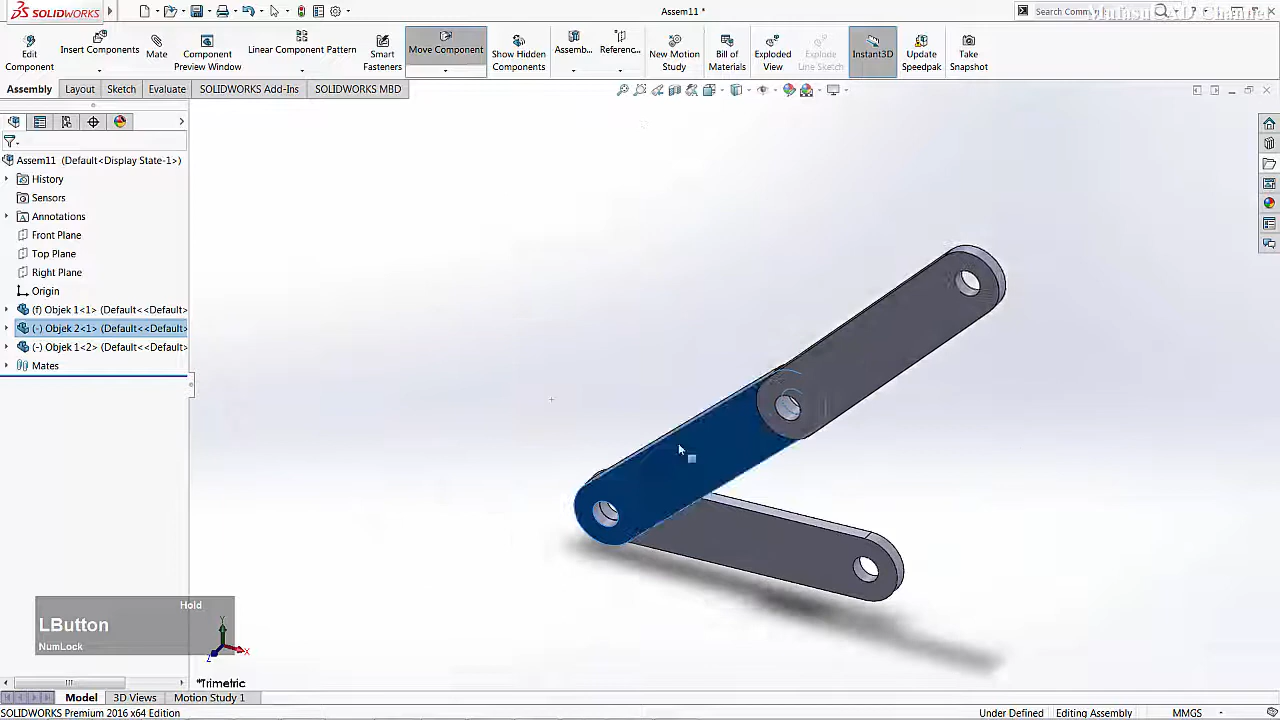 SOLIDWORKS
Assem11 *
Search Comm
Mufasu CAD Channel
Edit
Component
Insert Components
Mate
Component
Preview Window
Linear Component Pattern
Smart
Fasteners
Move Component
Show Hidden
Components
Assemb...
Referenc...
New Motion
Study
Bill of
Materials
Exploded
View
Explode
Line Sketch
Instant3D
Update
Speedpak
Take
Snapshot
Assembly
Layout
Sketch
Evaluate
SOLIDWORKS Add-Ins
SOLIDWORKS MBD
Assem11 (Default<Display State-1>)
History
Sensors
Annotations
Front Plane
Top Plane
Right Plane
Origin
(f) Objek 1<1> (Default<<Default>
(-) Objek 2<1> (Default<<Default>
(-) Objek 1<2> (Default<<Default>
Mates
Hold
LButton
NumLock
Y
X
Z
*Trimetric
Model
3D Views
Motion Study 1
SOLIDWORKS Premium 2016 x64 Edition
Under Defined
Editing Assembly
MMGS